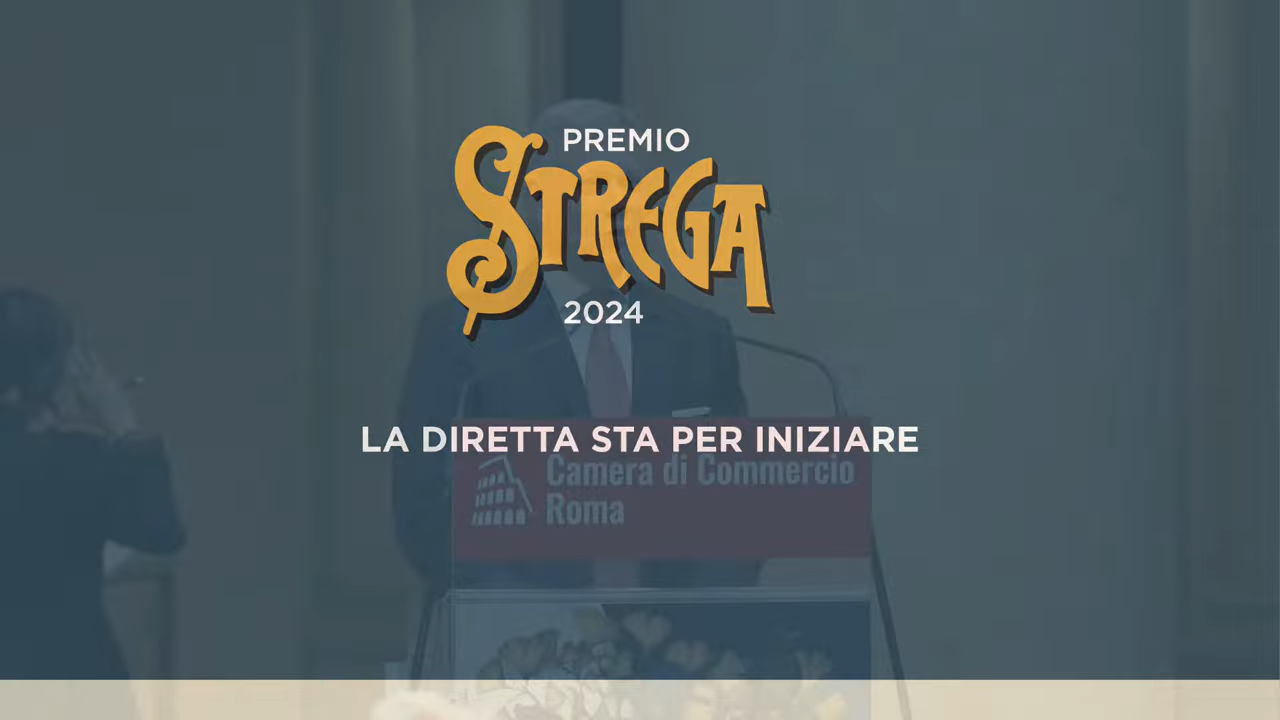 PREMIO
STREGA
2024
LA DIRETTA STA PER INIZIARE
Camera di Commercio
Roma